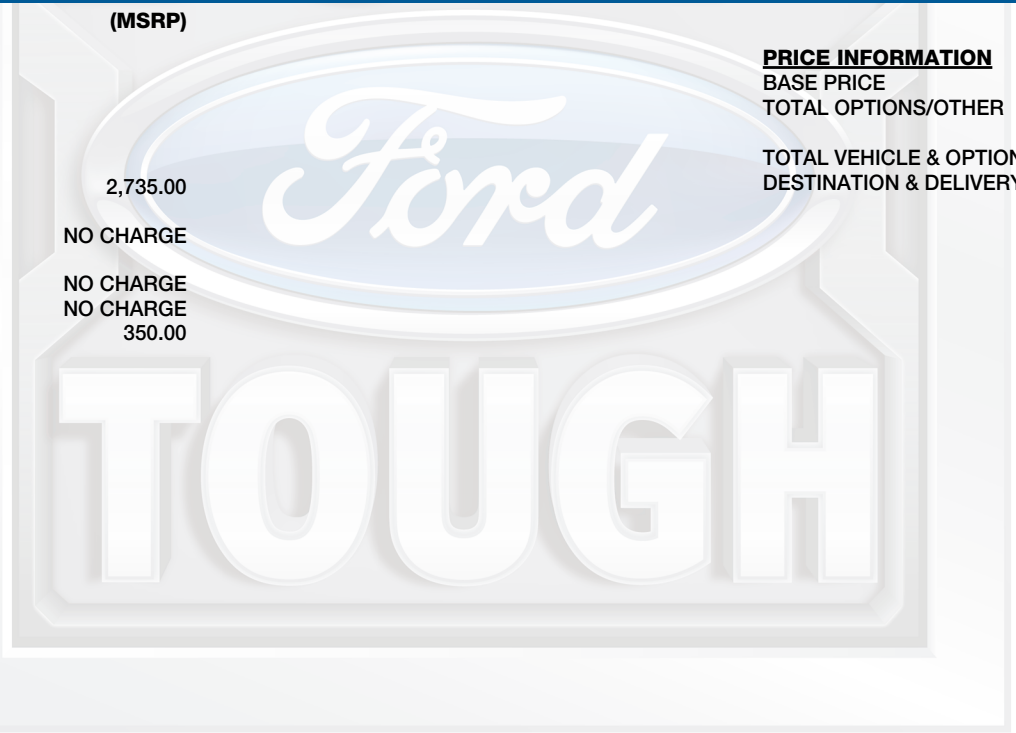 (MSRP)
2,735.00
NO CHARGE
NO CHARGE
NO CHARGE
350.00
PRICE INFORMATION
BASE PRICE
TOTAL OPTIONS/OTHER
TOTAL VEHICLE & OPTION
DESTINATION & DELIVERY
Ford
TOUGH